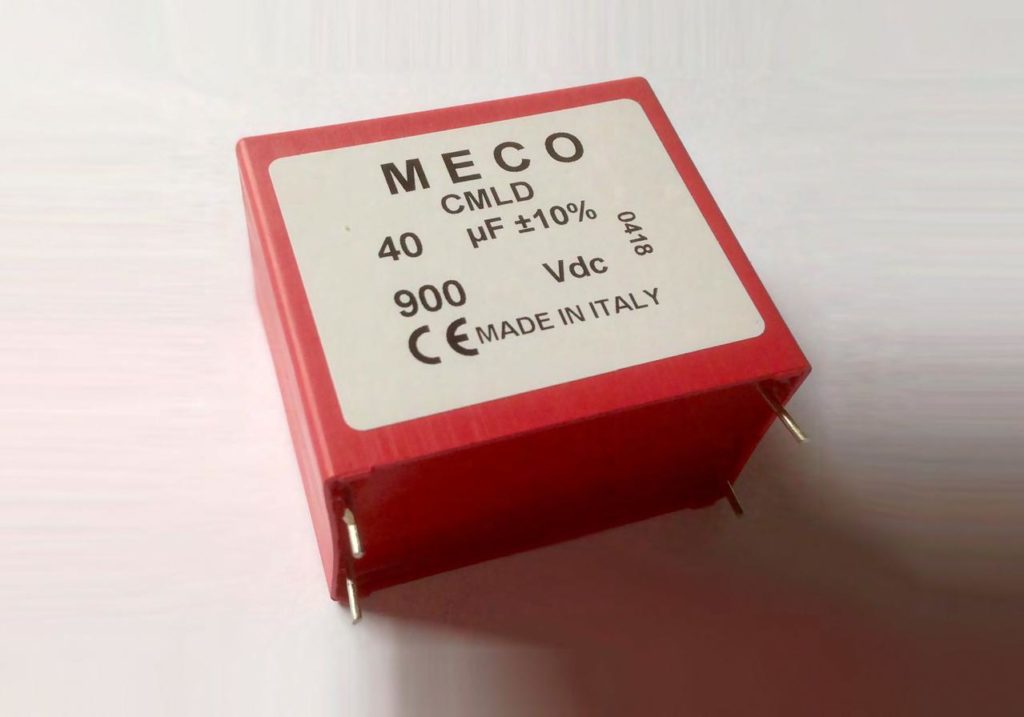 MECO
CMLD
40 µF ±10%
900 Vdc
0418
CE MADE IN ITALY